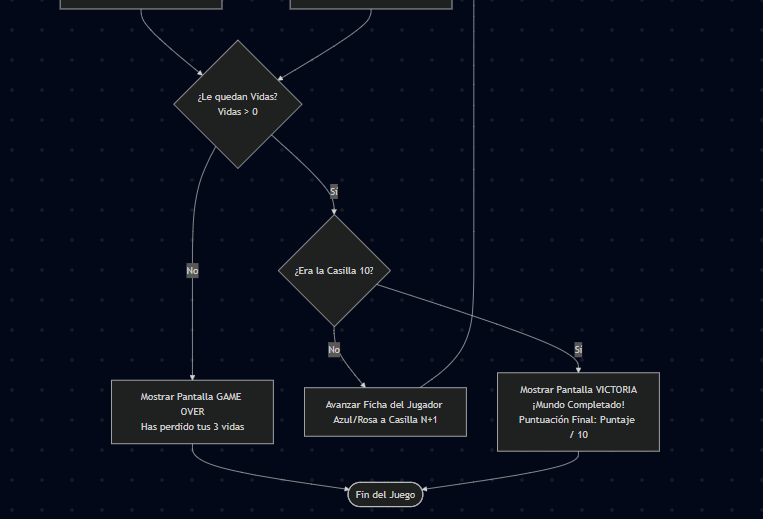 ¿Le quedan Vidas?
Vidas > 0
Sí
No
¿Era la Casilla 10?
No
Sí
Mostrar Pantalla GAME
OVER
Has perdido tus 3 vidas
Avanzar Ficha del Jugador
Azul/Rosa a Casilla N+1
Mostrar Pantalla VICTORIA
¡Mundo Completado!
Puntuación Final: Puntaje
/ 10
Fin del Juego